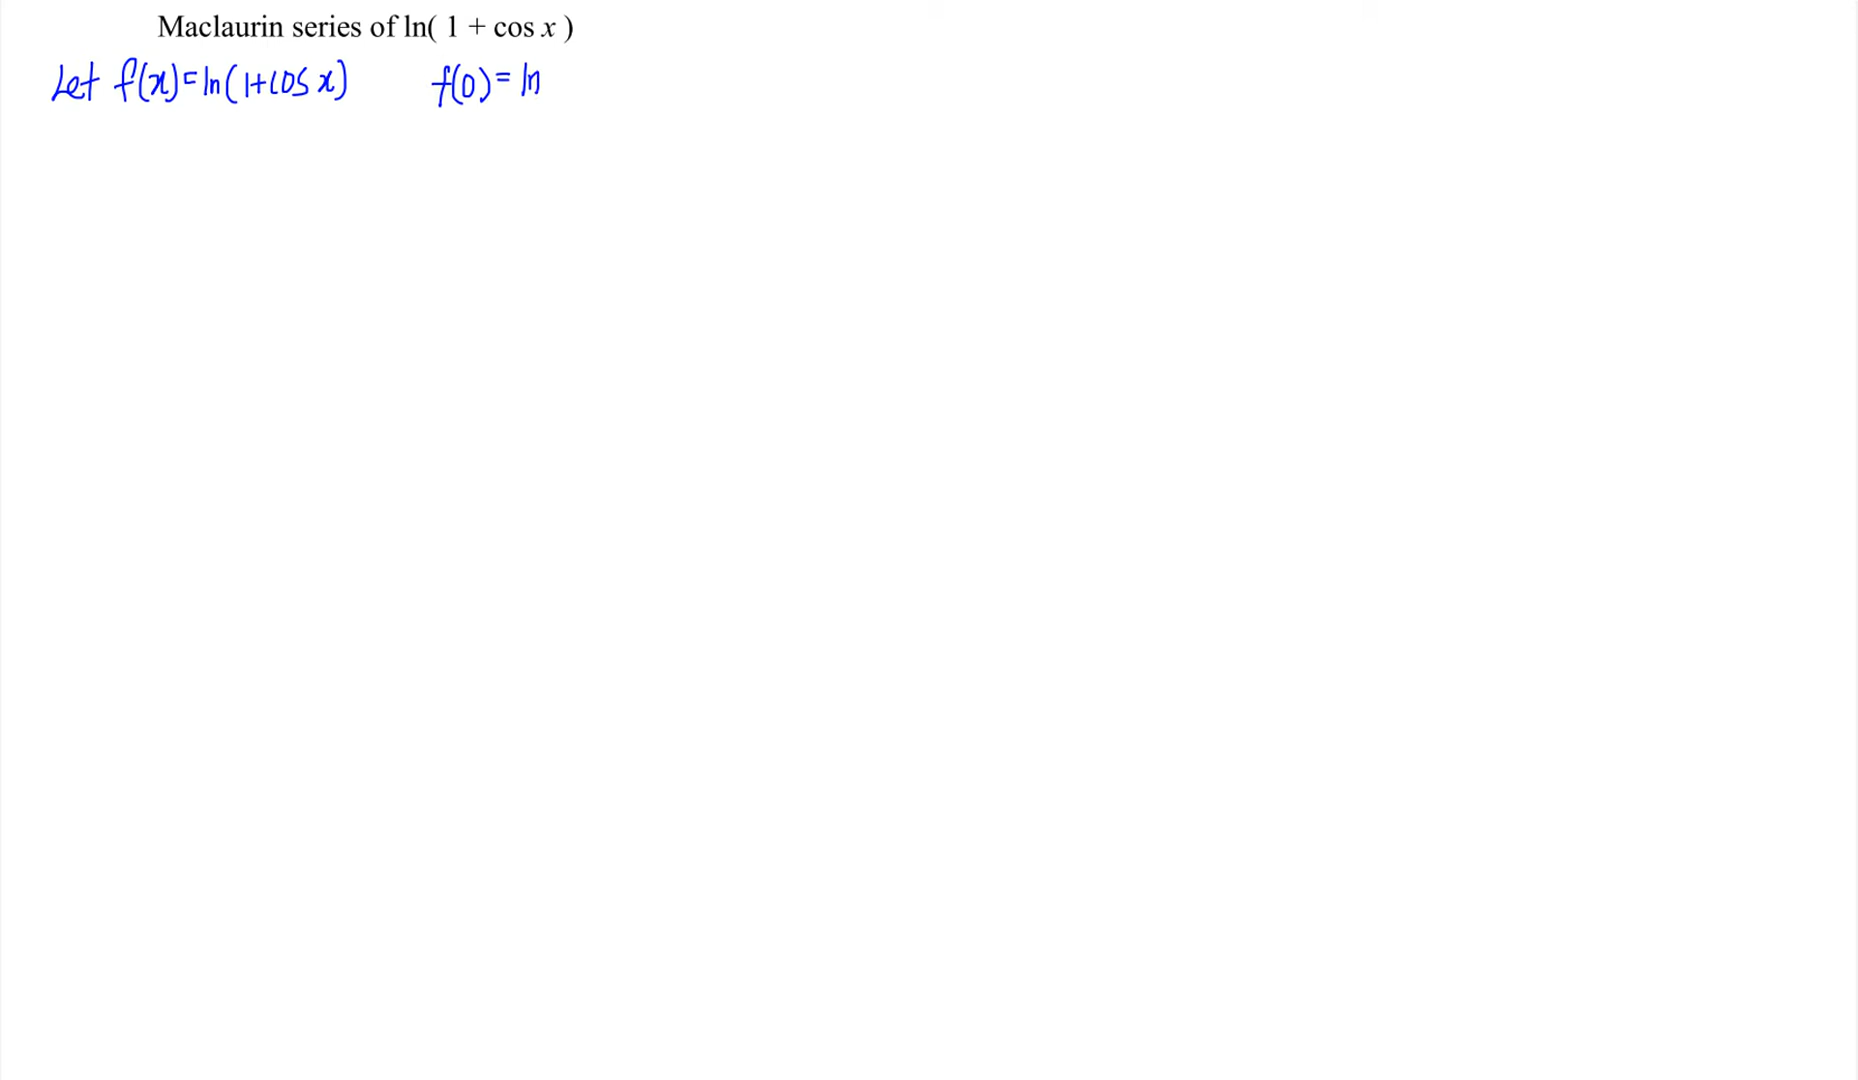 Maclaurin series of ln( 1 + cos x )
Let f(x)=ln(1+cos x) f(0)=ln